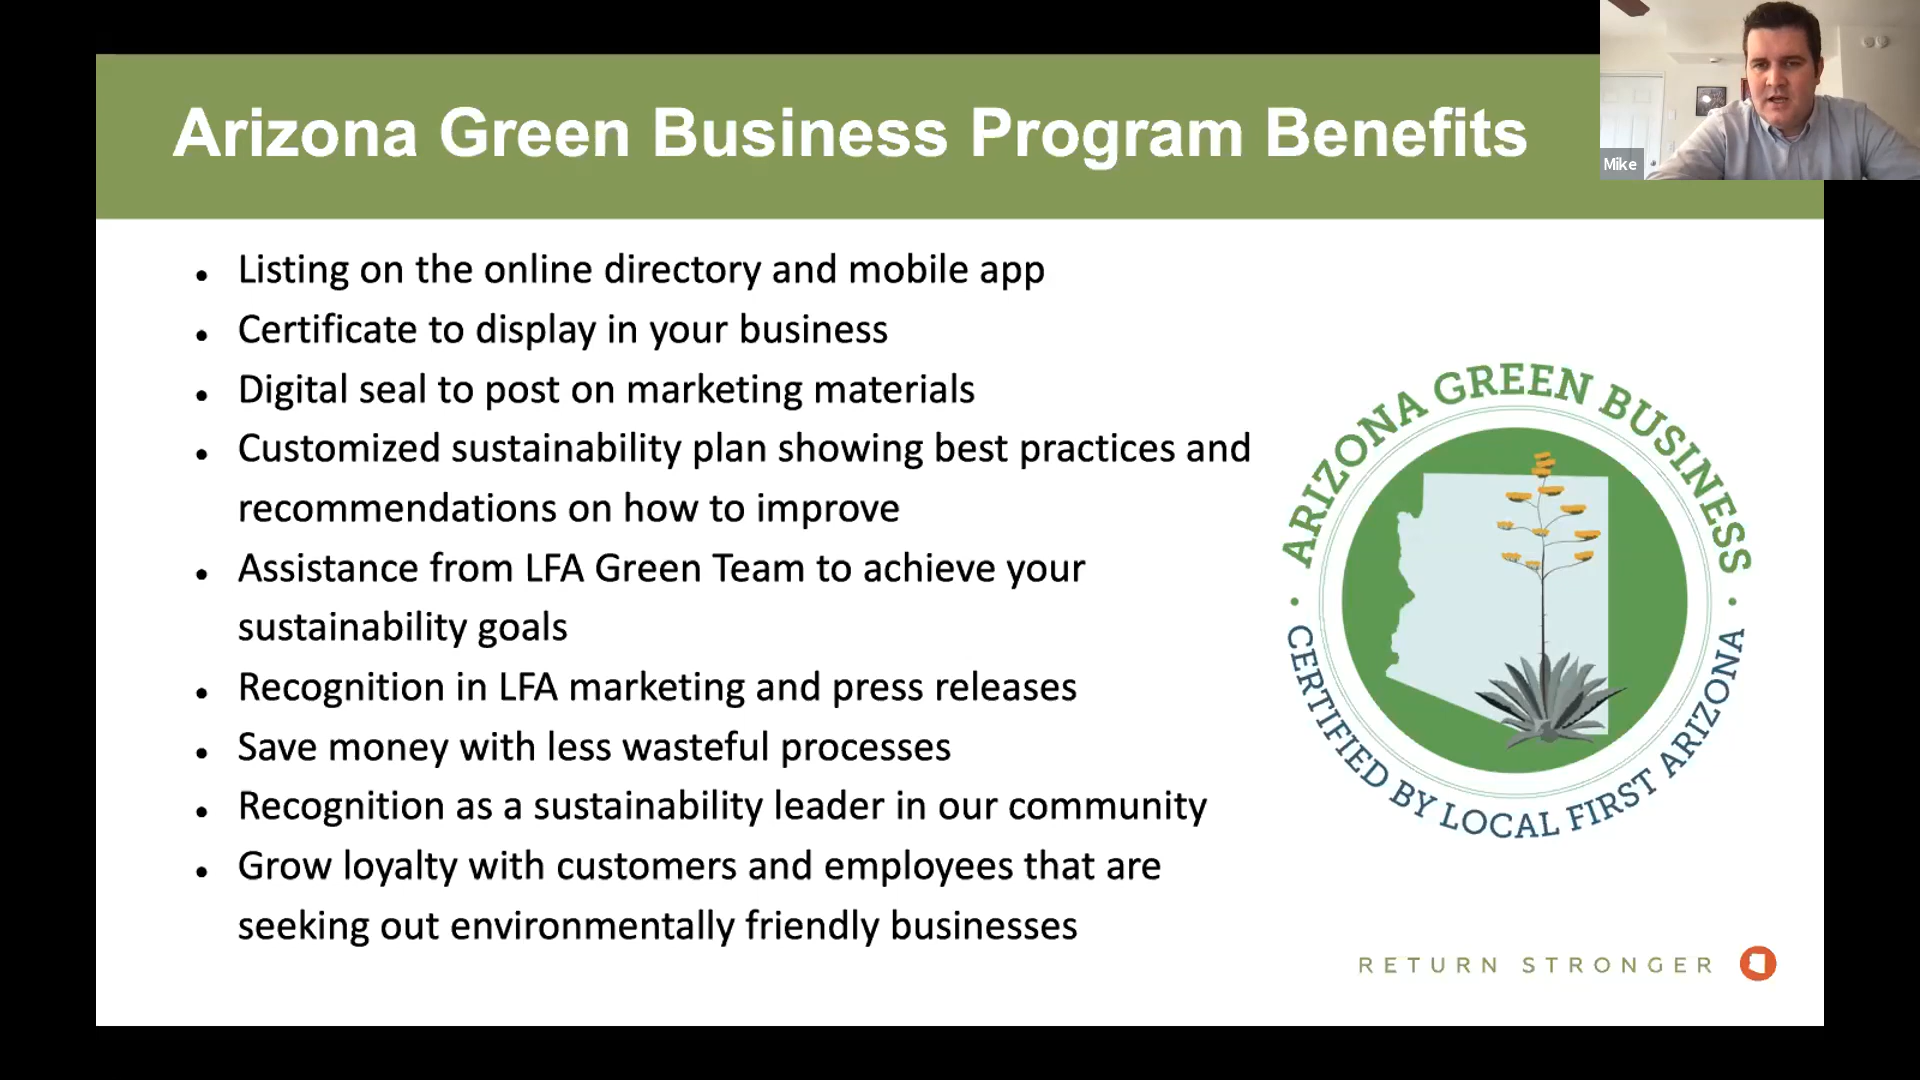 Arizona Green Business Program Benefits
Mike
• Listing on the online directory and mobile app
• Certificate to display in your business
• Digital seal to post on marketing materials
• Customized sustainability plan showing best practices and
recommendations on how to improve
• Assistance from LFA Green Team to achieve your
sustainability goals
• Recognition in LFA marketing and press releases
• Save money with less wasteful processes
• Recognition as a sustainability leader in our community
• Grow loyalty with customers and employees that are
seeking out environmentally friendly businesses
ARIZONA GREEN BUSINESS
• CERTIFIED BY LOCAL FIRST ARIZONA •
RETURN STRONGER